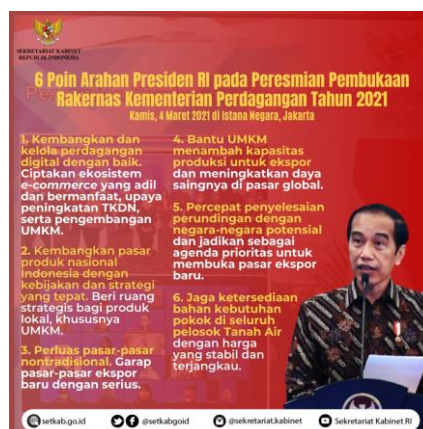 SEKRETARIAT KABINET
REPUBLIK INDONESIA
6 Poin Arahan Presiden RI pada Peresmian Pembukaan
Rakernas Kementerian Perdagangan Tahun 2021
Kamis, 4 Maret 2021 di Istana Negara, Jakarta
1. Kembangkan dan
kelola perdagangan
digital dengan baik.
Ciptakan ekosistem
e-commerce yang adil
dan bermanfaat, upaya
peningkatan TKDN,
serta pengembangan
UMKM.
2. Kembangkan pasar
produk nasional
Indonesia dengan
kebijakan dan strategi
yang tepat. Beri ruang
strategis bagi produk
lokal, khususnya
UMKM.
3. Perluas pasar-pasar
nontradisional. Garap
pasar-pasar ekspor
baru dengan serius.
4. Bantu UMKM
menambah kapasitas
produksi untuk ekspor
dan meningkatkan daya
saingnya di pasar global.
5. Percepat penyelesaian
perundingan dengan
negara-negara potensial
dan jadikan sebagai
agenda prioritas untuk
membuka pasar ekspor
baru.
6. Jaga ketersediaan
bahan kebutuhan
pokok di seluruh
pelosok Tanah Air
dengan harga
yang stabil dan
terjangkau.
setkab.go.id
@setkabgoid
@sekretariat.kabinet
Sekretariat Kabinet RI